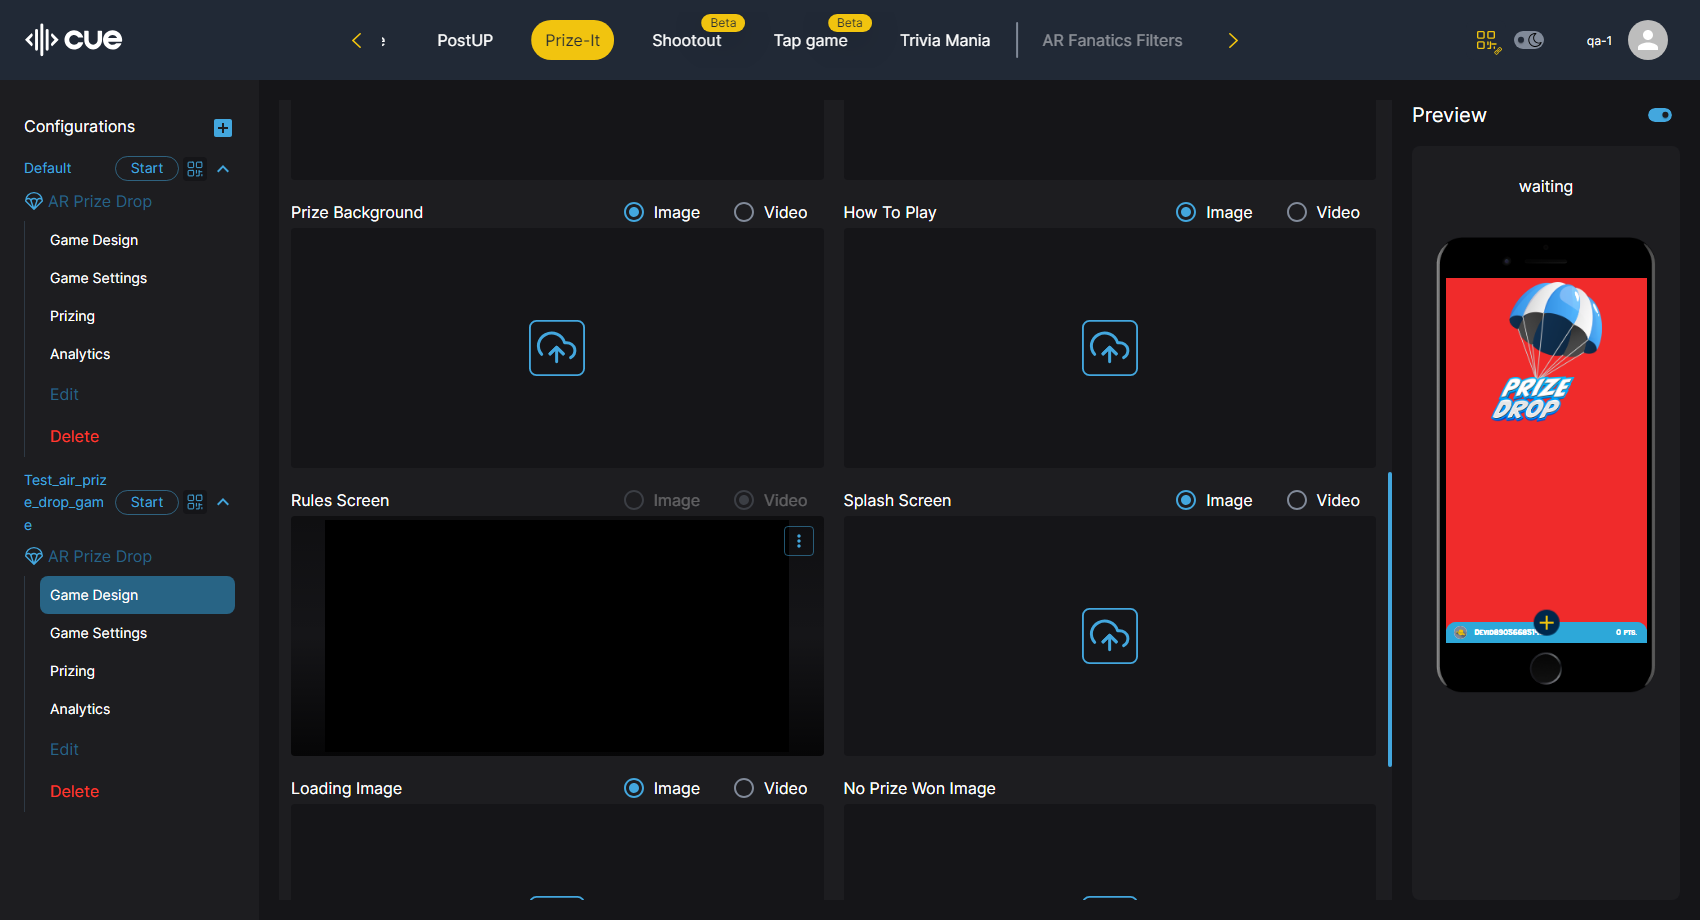 cue
e
PostUP
Prize-It
Beta
Shootout
Beta
Tap game
Trivia Mania
AR Fanatics Filters
qa-1
Configurations
Default
Start
AR Prize Drop
Game Design
Game Settings
Prizing
Analytics
Edit
Delete
Test_air_priz
e_drop_gam
e
Start
AR Prize Drop
Game Design
Game Settings
Prizing
Analytics
Edit
Delete
Prize Background
Image
Video
How To Play
Image
Video
Rules Screen
Image
Video
Splash Screen
Image
Video
Loading Image
Image
Video
No Prize Won Image
Preview
waiting
PRIZE
DROP
0 PTS.